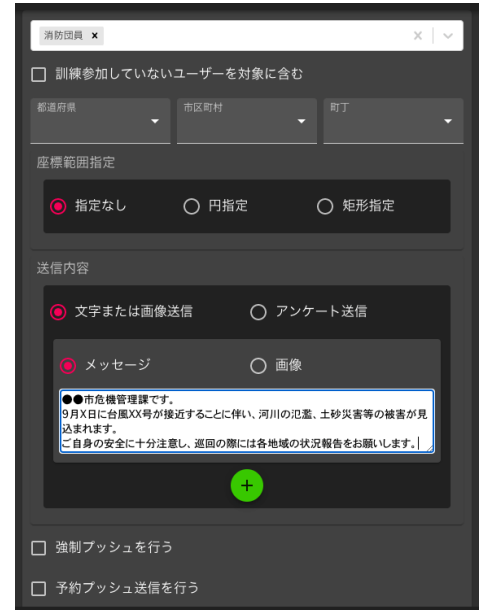 消防団員 ×
訓練参加していないユーザーを対象に含む
都道府県 市区町村 町丁
座標範囲指定
指定なし 円指定 矩形指定
送信内容
文字または画像送信 アンケート送信
メッセージ 画像
●●市危機管理課です。
9月X日に台風XX号が接近することに伴い、河川の氾濫、土砂災害等の被害が見
込まれます。
ご自身の安全に十分注意し、巡回の際には各地域の状況報告をお願いします。
+
強制プッシュを行う
予約プッシュ送信を行う